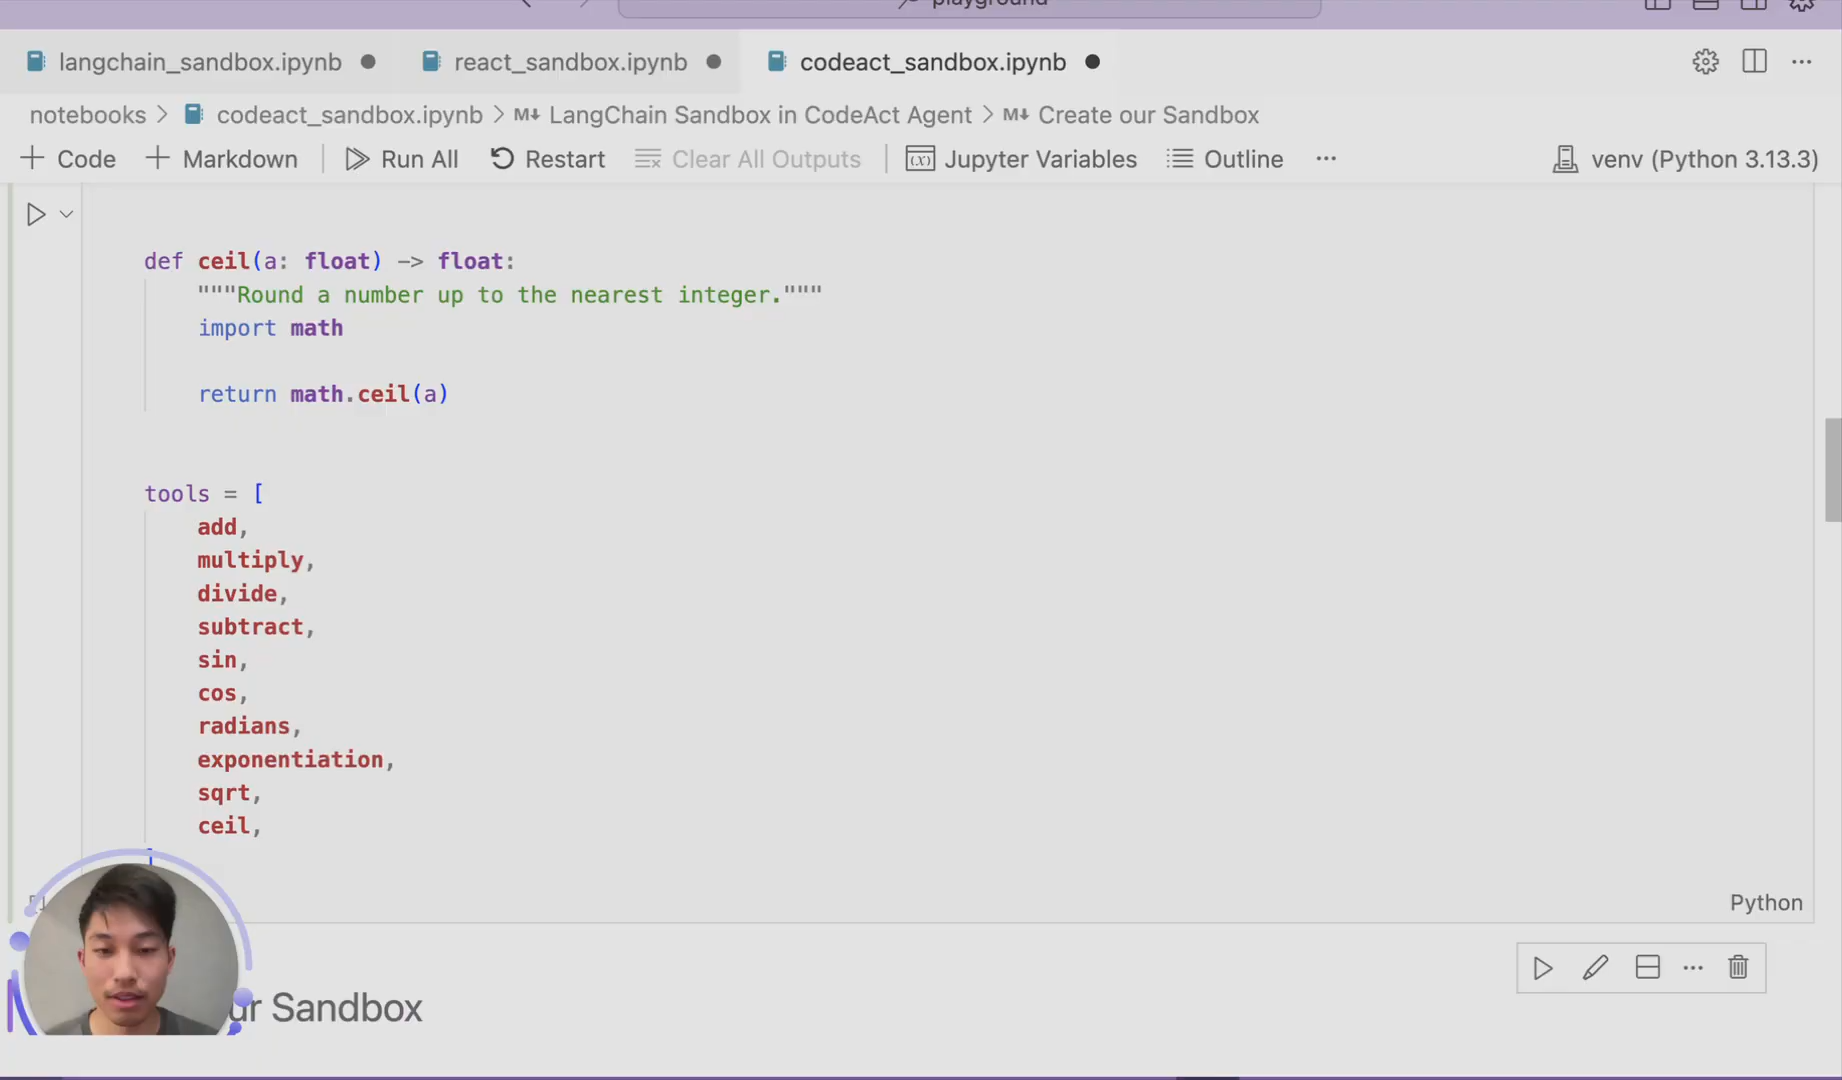 playground
langchain_sandbox.ipynb
react_sandbox.ipynb
codeact_sandbox.ipynb
notebooks > codeact_sandbox.ipynb > M↓ LangChain Sandbox in CodeAct Agent > M↓ Create our Sandbox
+ Code + Markdown Run All Restart Clear All Outputs (x) Jupyter Variables Outline ··· venv (Python 3.13.3)
def ceil(a: float) -> float:
"""Round a number up to the nearest integer."""
import math
return math.ceil(a)
tools = [
add,
multiply,
divide,
subtract,
sin,
cos,
radians,
exponentiation,
sqrt,
ceil,
Python
ur Sandbox